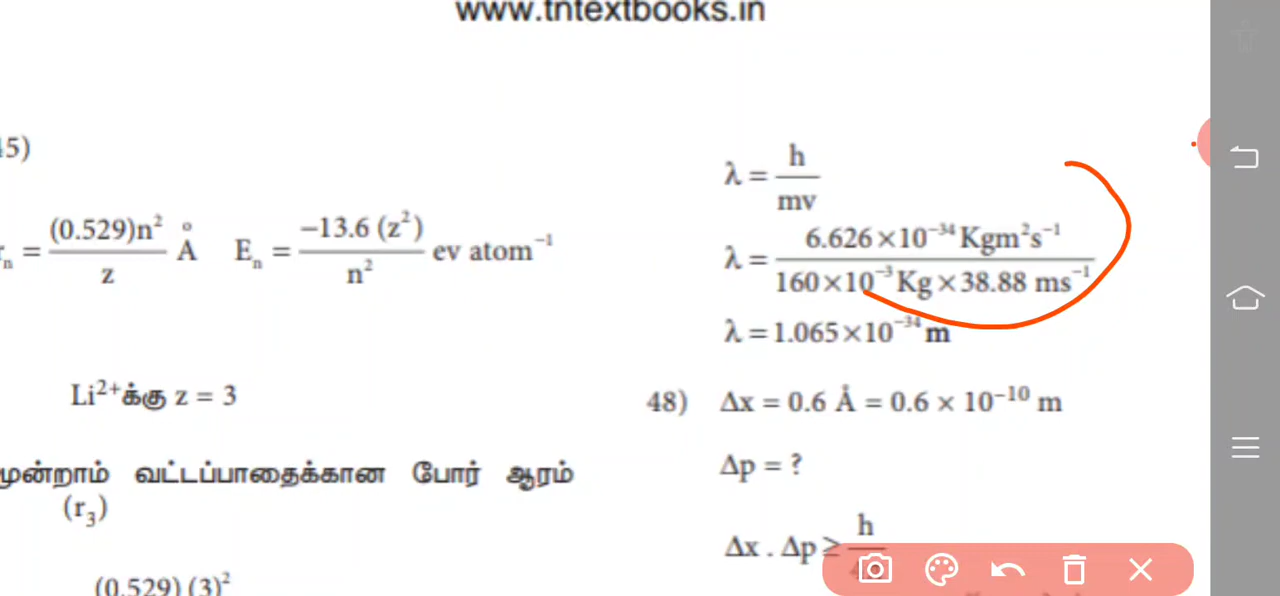 www.tntextbooks.in
45)
rₙ = (0.529)n² / z Å Eₙ = −13.6 (z²) / n² ev atom⁻¹
Li²⁺க்கு z = 3
மூன்றாம் வட்டப்பாதைக்கான போர் ஆரம்
(r₃)
(0.529) (3)²
λ = h / mv
λ = 6.626×10⁻³⁴ Kgm²s⁻¹ / 160×10⁻³ Kg × 38.88 ms⁻¹
λ = 1.065×10⁻³⁴ m
48) Δx = 0.6 Å = 0.6 × 10⁻¹⁰ m
Δp = ?
Δx . Δp ≥ h